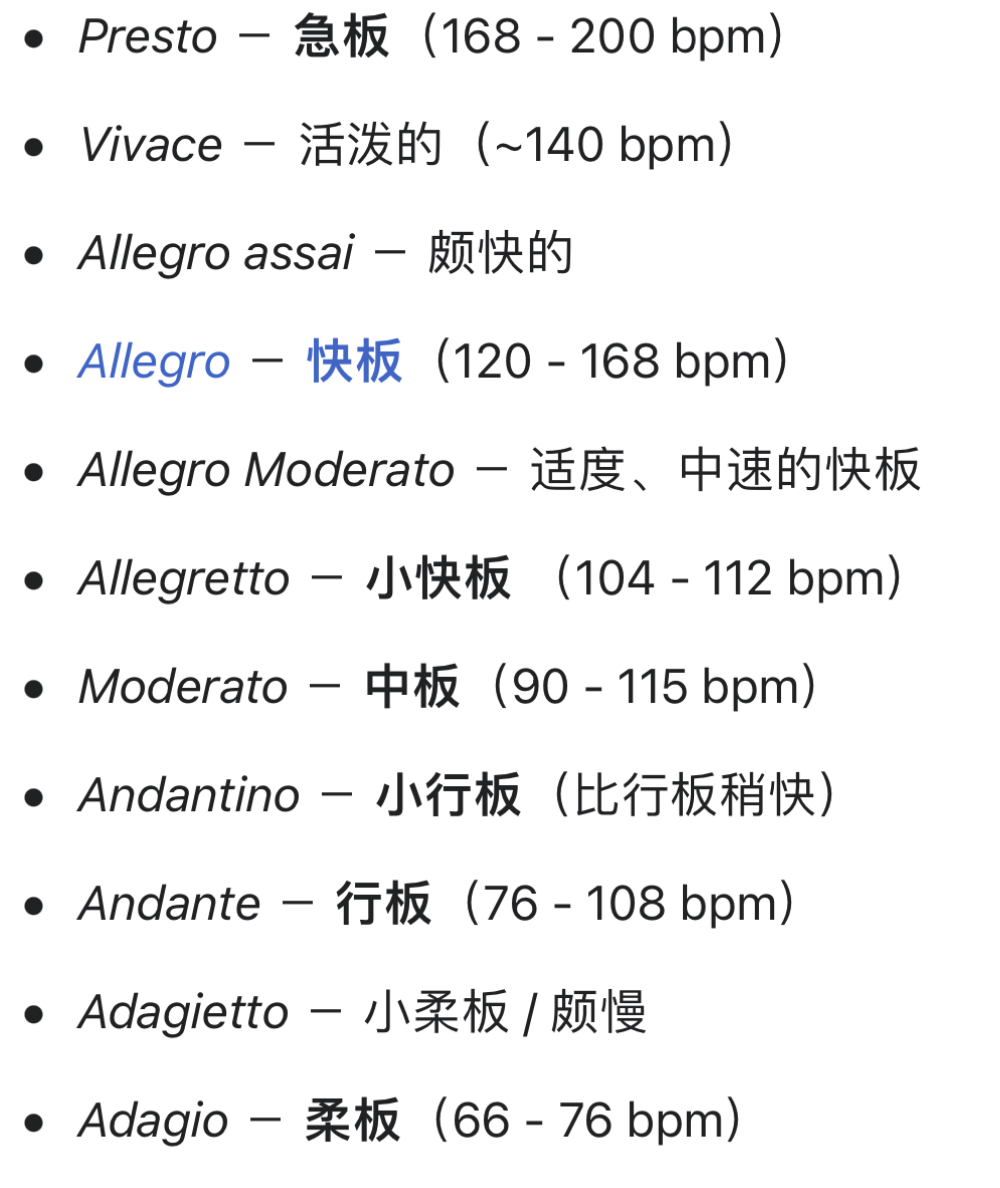 • Presto － 急板（168 - 200 bpm）
• Vivace － 活泼的（~140 bpm）
• Allegro assai － 颇快的
• Allegro － 快板（120 - 168 bpm）
• Allegro Moderato － 适度、中速的快板
• Allegretto － 小快板 （104 - 112 bpm）
• Moderato － 中板（90 - 115 bpm）
• Andantino － 小行板（比行板稍快）
• Andante － 行板（76 - 108 bpm）
• Adagietto － 小柔板 / 颇慢
• Adagio － 柔板（66 - 76 bpm）